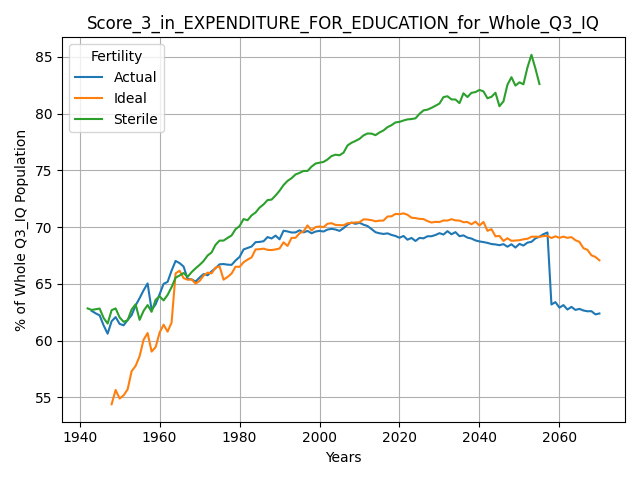 Score_3_in_EXPENDITURE_FOR_EDUCATION_for_Whole_Q3_IQ
Fertility
Actual
Ideal
Sterile
% of Whole Q3_IQ Population
85
80
75
70
65
60
55
1940 1960 1980 2000 2020 2040 2060
Years